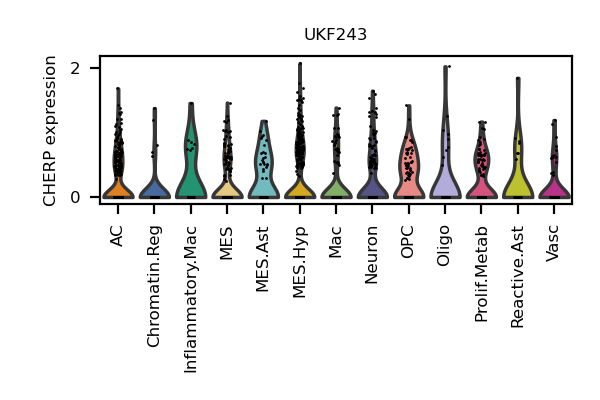 UKF243
CHERP expression
2
0
AC
Chromatin.Reg
Inflammatory.Mac
MES
MES.Ast
MES.Hyp
Mac
Neuron
OPC
Oligo
Prolif.Metab
Reactive.Ast
Vasc